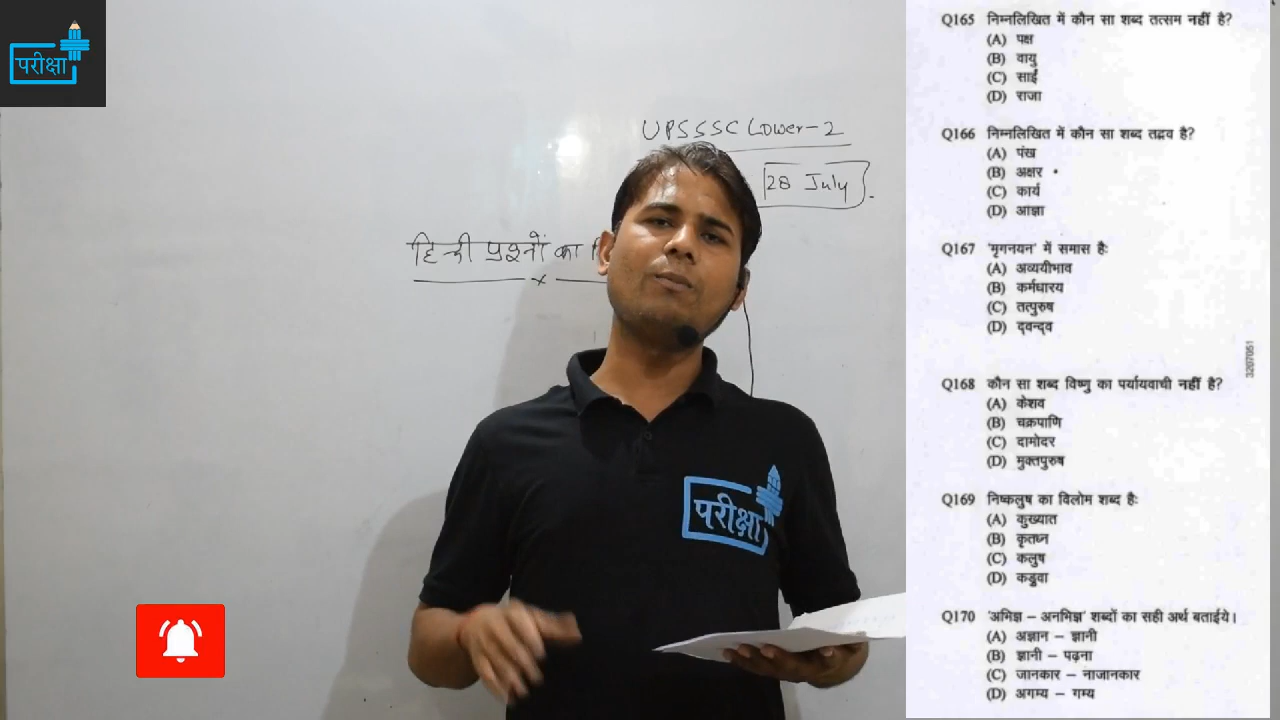 परीक्षा
UPSSSC Lower-2
28 July
हिन्दी प्रश्नों का
परीक्षा
Q165 निम्नलिखित में कौन सा शब्द तत्सम नहीं है?
(A) पक्ष
(B) वायु
(C) साईं
(D) राजा
Q166 निम्नलिखित में कौन सा शब्द तद्भव है?
(A) पंख
(B) अक्षर
(C) कार्य
(D) आज्ञा
Q167 'मृगनयन' में समास है:
(A) अव्ययीभाव
(B) कर्मधारय
(C) तत्पुरुष
(D) द्वन्द्व
3207051
Q168 कौन सा शब्द विष्णु का पर्यायवाची नहीं है?
(A) केशव
(B) चक्रपाणि
(C) दामोदर
(D) मुक्तपुरुष
Q169 निष्कलुष का विलोम शब्द है:
(A) कुख्यात
(B) कृतघ्न
(C) कलुष
(D) कड़ुवा
Q170 'अभिज्ञ – अनभिज्ञ' शब्दों का सही अर्थ बताईये।
(A) अज्ञान – ज्ञानी
(B) ज्ञानी – पढ़ना
(C) जानकार – नाजानकार
(D) अगम्य – गम्य